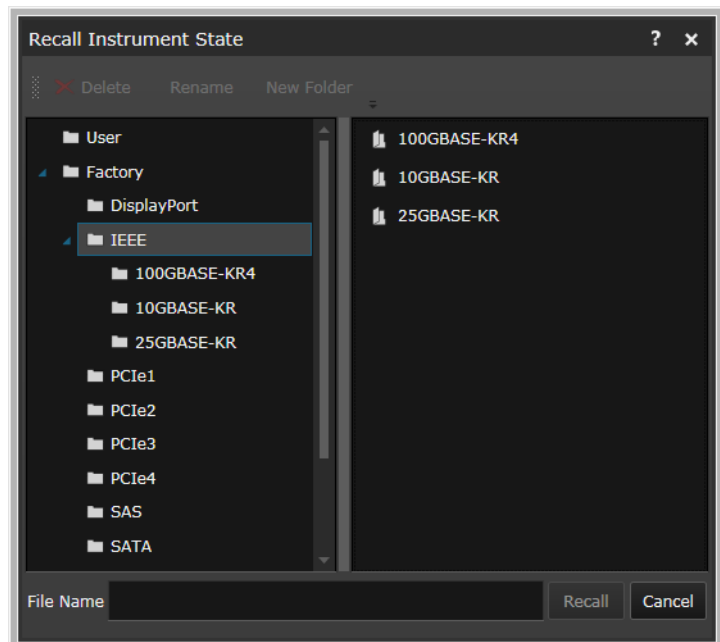 Recall Instrument State ? ×
Delete Rename New Folder
User
Factory
DisplayPort
IEEE
100GBASE-KR4
10GBASE-KR
25GBASE-KR
PCIe1
PCIe2
PCIe3
PCIe4
SAS
SATA
100GBASE-KR4
10GBASE-KR
25GBASE-KR
File Name Recall Cancel